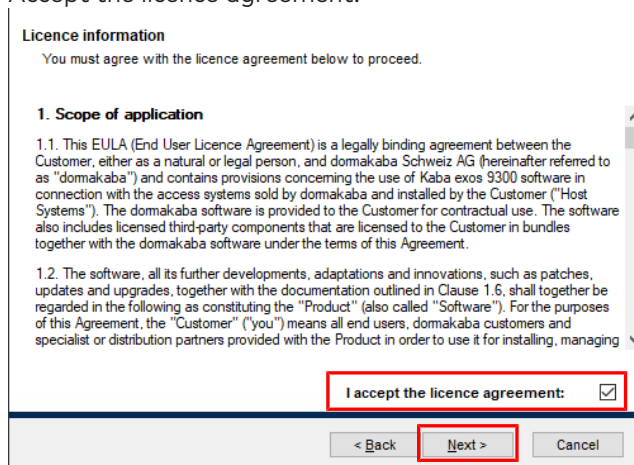 Accept the licence agreement.
Licence information
You must agree with the licence agreement below to proceed.
1. Scope of application
1.1. This EULA (End User Licence Agreement) is a legally binding agreement between the
Customer, either as a natural or legal person, and dormakaba Schweiz AG (hereinafter referred to
as "dormakaba") and contains provisions concerning the use of Kaba exos 9300 software in
connection with the access systems sold by dormakaba and installed by the Customer ("Host
Systems"). The dormakaba software is provided to the Customer for contractual use. The software
also includes licensed third-party components that are licensed to the Customer in bundles
together with the dormakaba software under the terms of this Agreement.
1.2. The software, all its further developments, adaptations and innovations, such as patches,
updates and upgrades, together with the documentation outlined in Clause 1.6, shall together be
regarded in the following as constituting the "Product" (also called "Software"). For the purposes
of this Agreement, the "Customer" ("you") means all end users, dormakaba customers and
specialist or distribution partners provided with the Product in order to use it for installing, managing
I accept the licence agreement:
< Back Next > Cancel